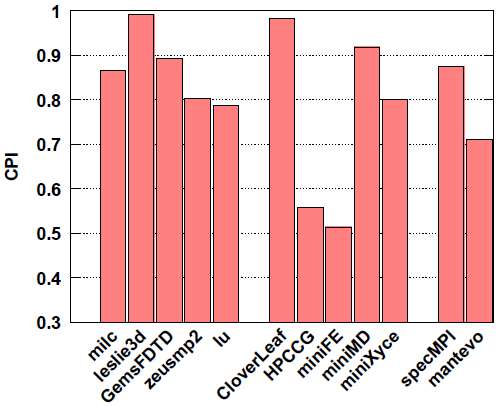 1
0.9
0.8
0.7
0.6
0.5
0.4
0.3
CPI
milc
leslie3d
GemsFDTD
zeusmp2
lu
CloverLeaf
HPCCG
miniFE
miniMD
miniXyce
specMPI
mantevo